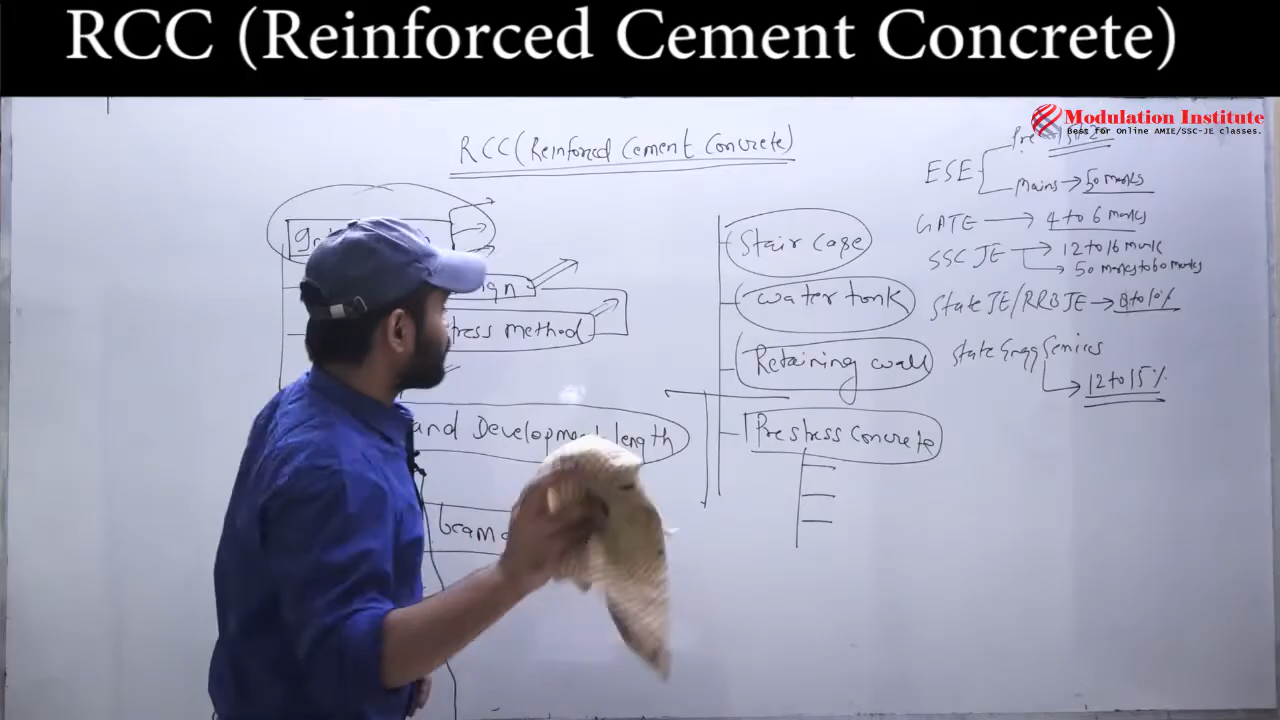 RCC (Reinforced Cement Concrete)
Modulation Institute
Best for Online AMIE/SSC-JE classes.
RCC (Reinforced Cement Concrete)
stress method
and Development length
beam
Stair case
water tank
Retaining wall
Prestress Concrete
ESE
Pre
Mains → 50 marks
GATE → 4 to 6 marks
SSC JE → 12 to 16 mark
→ 50 marks to 60 marks
State JE/RRB JE → 8 to 10%
State Engg Services
→ 12 to 15%